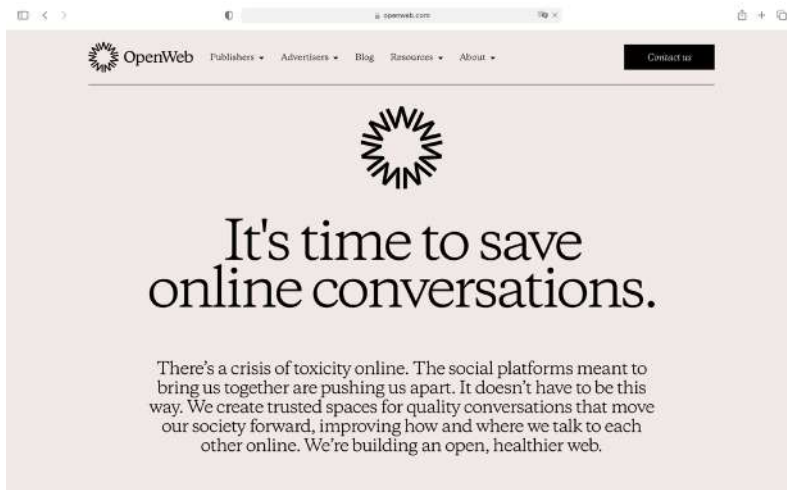 openweb.com
OpenWeb Publishers Advertisers Blog Resources About Contact us
It's time to save
online conversations.
There’s a crisis of toxicity online. The social platforms meant to
bring us together are pushing us apart. It doesn’t have to be this
way. We create trusted spaces for quality conversations that move
our society forward, improving how and where we talk to each
other online. We’re building an open, healthier web.